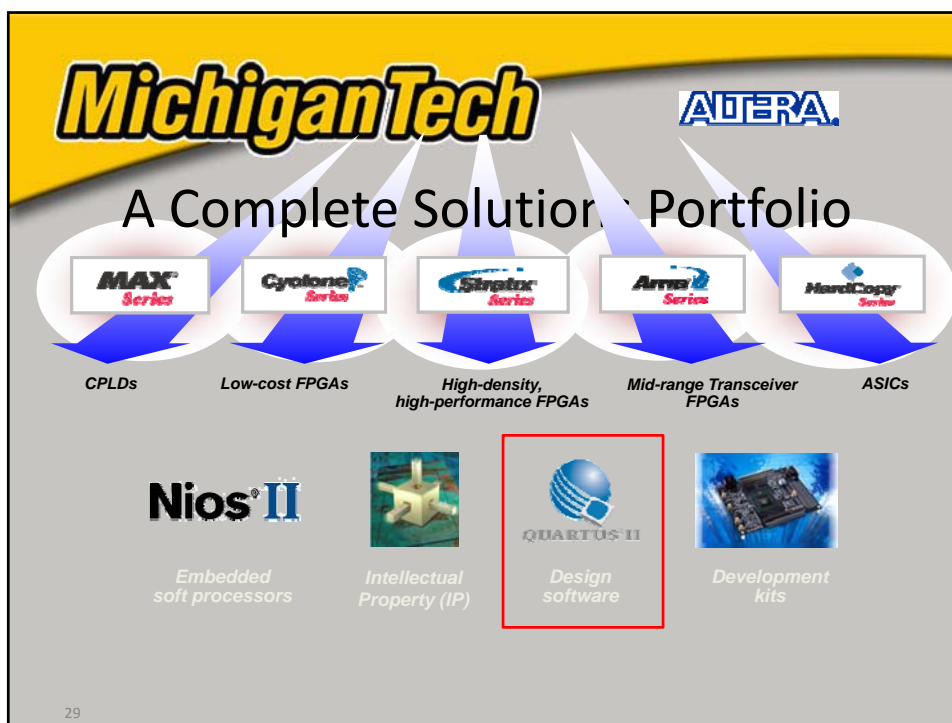 MichiganTech
ALTERA.
A Complete Solutions Portfolio
MAX®
Series
Cyclone®
Series
Stratix®
Series
Arria®
Series
HardCopy®
Series
CPLDs
Low-cost FPGAs
High-density,
high-performance FPGAs
Mid-range Transceiver
FPGAs
ASICs
Nios® II
QUARTUS® II
Embedded
soft processors
Intellectual
Property (IP)
Design
software
Development
kits
29